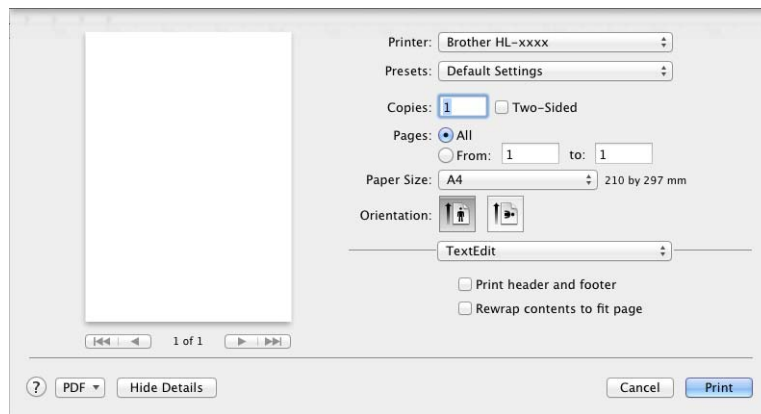 Printer: Brother HL-xxxx
Presets: Default Settings
Copies: 1 Two-Sided
Pages: All
From: 1 to: 1
Paper Size: A4 210 by 297 mm
Orientation:
TextEdit
Print header and footer
Rewrap contents to fit page
1 of 1
? PDF Hide Details Cancel Print